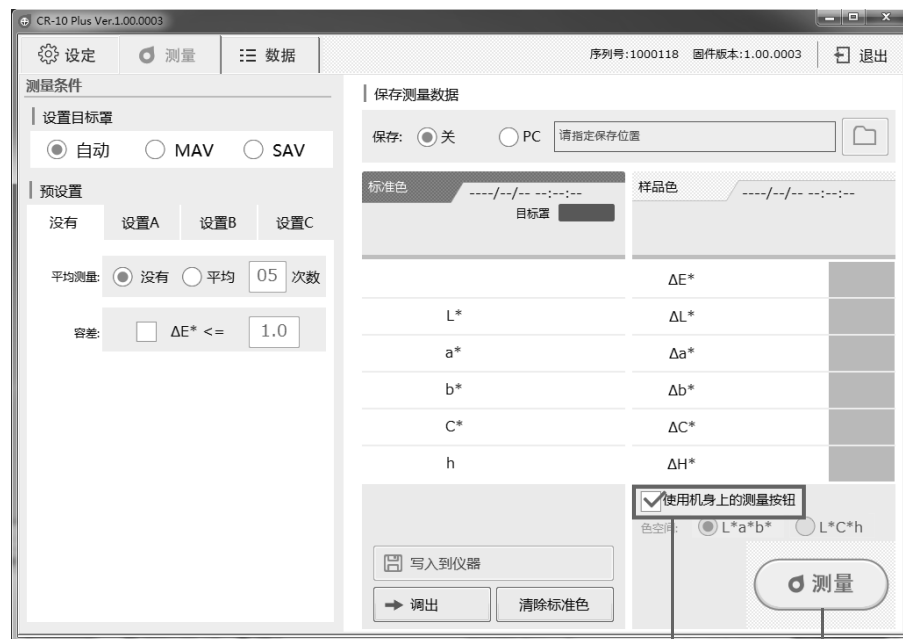 CR-10 Plus Ver.1.00.0003
设定 测量 数据 序列号:1000118 固件版本:1.00.0003 退出
测量条件
设置目标罩
自动 MAV SAV
预设置
没有 设置A 设置B 设置C
平均测量: 没有 平均 05 次数
容差: ΔE* <= 1.0
保存测量数据
保存: 关 PC 请指定保存位置
标准色 ----/--/-- --:--:--
目标罩
样品色 ----/--/-- --:--:--
ΔE*
L* ΔL*
a* Δa*
b* Δb*
C* ΔC*
h ΔH*
使用机身上的测量按钮
色空间: L*a*b* L*C*h
写入到仪器
调出 清除标准色
测量